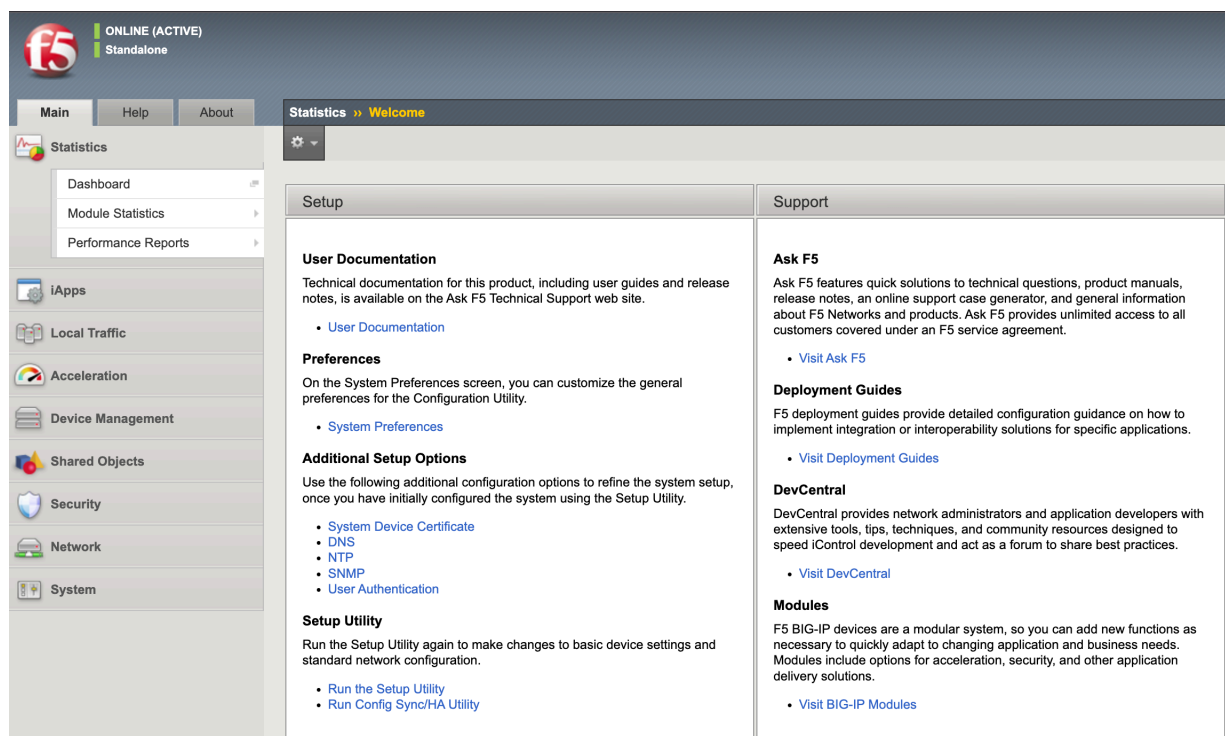 f5
ONLINE (ACTIVE)
Standalone
Main
Help
About
Statistics ›› Welcome
Statistics
Dashboard
Module Statistics
Performance Reports
iApps
Local Traffic
Acceleration
Device Management
Shared Objects
Security
Network
System
Setup
User Documentation
Technical documentation for this product, including user guides and release
notes, is available on the Ask F5 Technical Support web site.
• User Documentation
Preferences
On the System Preferences screen, you can customize the general
preferences for the Configuration Utility.
• System Preferences
Additional Setup Options
Use the following additional configuration options to refine the system setup,
once you have initially configured the system using the Setup Utility.
• System Device Certificate
• DNS
• NTP
• SNMP
• User Authentication
Setup Utility
Run the Setup Utility again to make changes to basic device settings and
standard network configuration.
• Run the Setup Utility
• Run Config Sync/HA Utility
Support
Ask F5
Ask F5 features quick solutions to technical questions, product manuals,
release notes, an online support case generator, and general information
about F5 Networks and products. Ask F5 provides unlimited access to all
customers covered under an F5 service agreement.
• Visit Ask F5
Deployment Guides
F5 deployment guides provide detailed configuration guidance on how to
implement integration or interoperability solutions for specific applications.
• Visit Deployment Guides
DevCentral
DevCentral provides network administrators and application developers with
extensive tools, tips, techniques, and community resources designed to
speed iControl development and act as a forum to share best practices.
• Visit DevCentral
Modules
F5 BIG-IP devices are a modular system, so you can add new functions as
necessary to quickly adapt to changing application and business needs.
Modules include options for acceleration, security, and other application
delivery solutions.
• Visit BIG-IP Modules